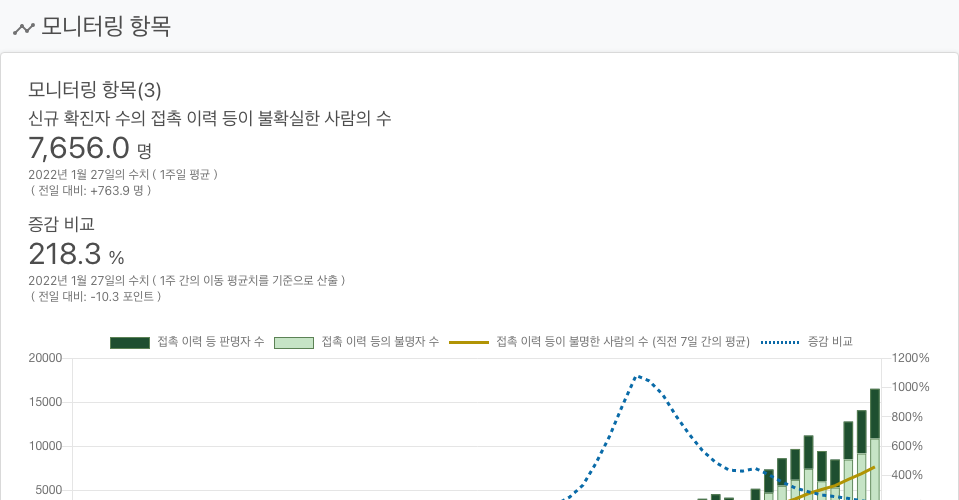 모니터링 항목
모니터링 항목(3)
신규 확진자 수의 접촉 이력 등이 불확실한 사람의 수
7,656.0 명
2022년 1월 27일의 수치 ( 1주일 평균 )
( 전일 대비: +763.9 명 )
증감 비교
218.3 %
2022년 1월 27일의 수치 ( 1주 간의 이동 평균치를 기준으로 산출 )
( 전일 대비: -10.3 포인트 )
접촉 이력 등 판명자 수 접촉 이력 등의 불명자 수 접촉 이력 등이 불명한 사람의 수 (직전 7일 간의 평균) 증감 비교
20000 1200%
1000%
15000
800%
10000 600%
400%
5000